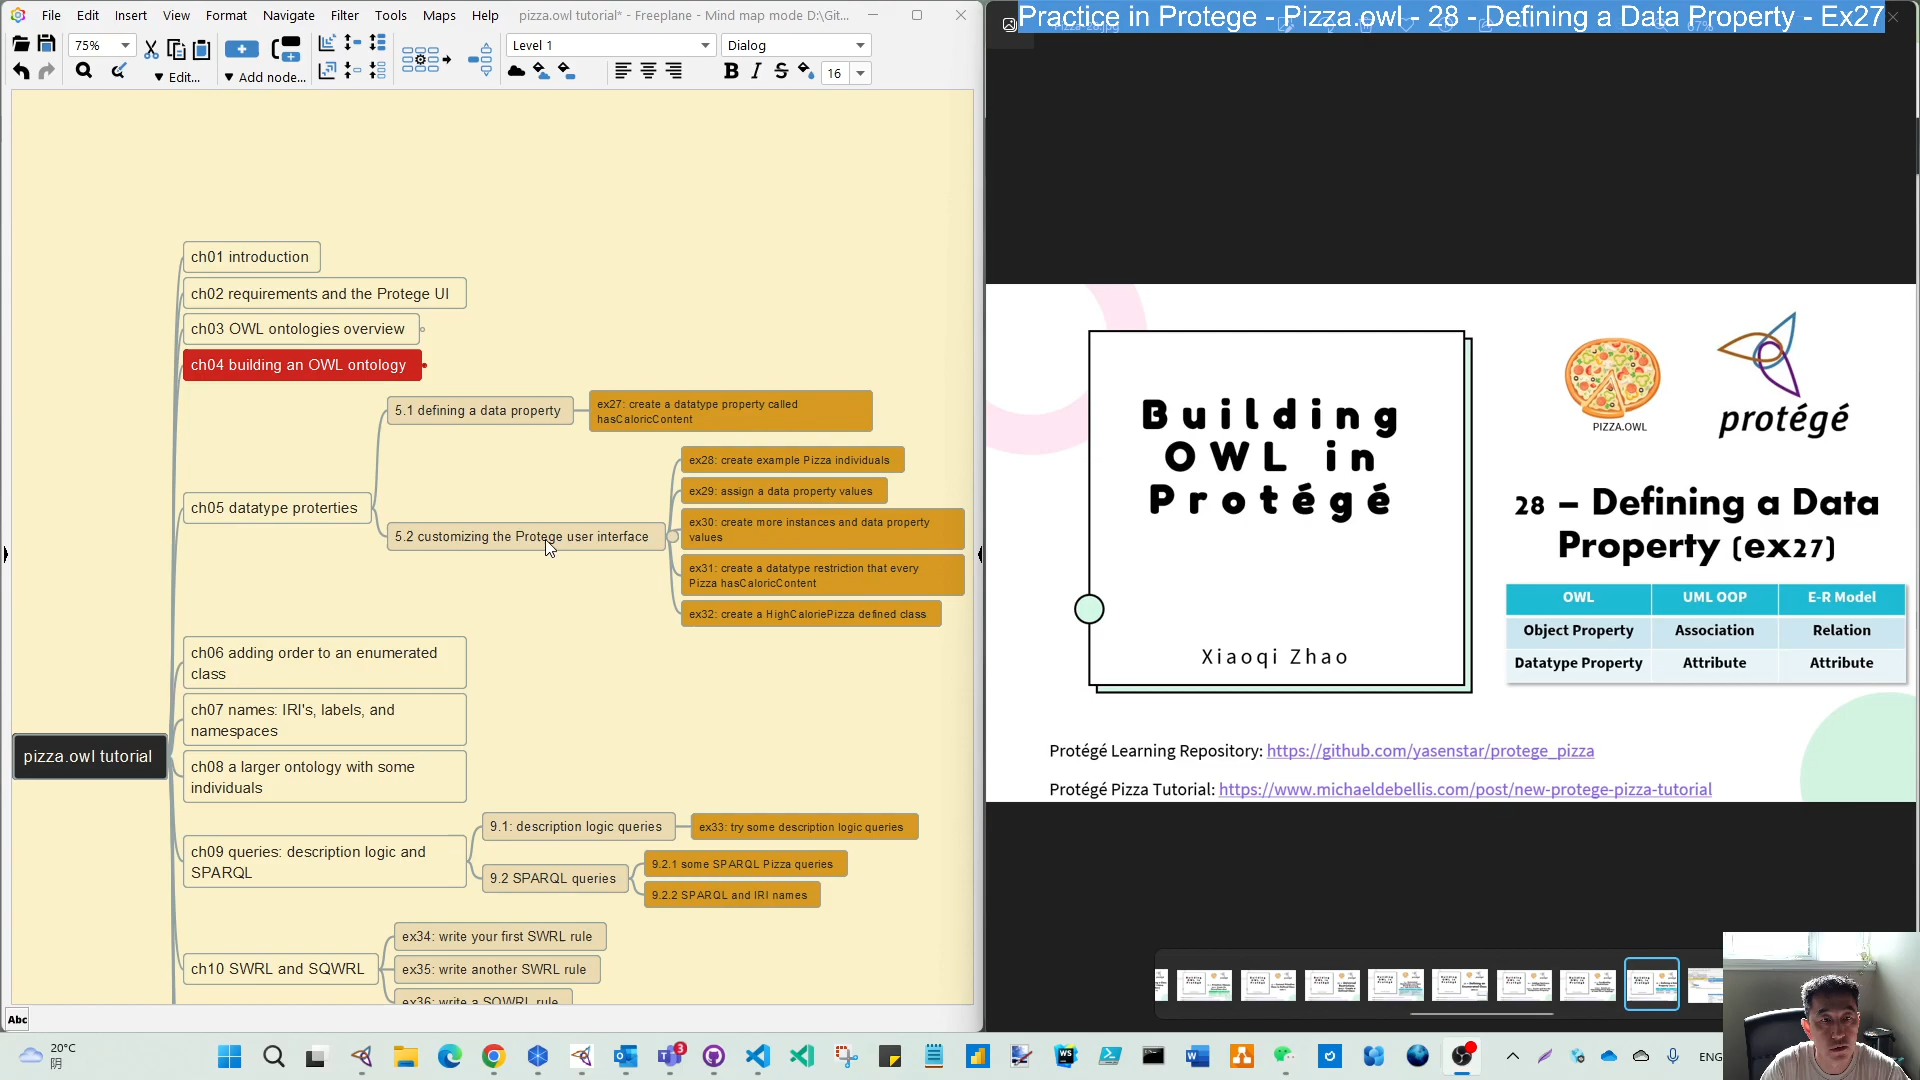 File Edit Insert View Format Navigate Filter Tools Maps Help
pizza.owl tutorial* - Freeplane - Mind map mode D:\Git...
Practice in Protege - Pizza.owl - 28 - Defining a Data Property - Ex27
75%
Level 1
Dialog
Edit...
Add node...
16
ch01 introduction
ch02 requirements and the Protege UI
ch03 OWL ontologies overview
ch04 building an OWL ontology
5.1 defining a data property
ex27: create a datatype property called
hasCaloricContent
ch05 datatype proterties
5.2 customizing the Protege user interface
ex28: create example Pizza individuals
ex29: assign a data property values
ex30: create more instances and data property
values
ex31: create a datatype restriction that every
Pizza hasCaloricContent
ex32: create a HighCaloriePizza defined class
ch06 adding order to an enumerated
class
ch07 names: IRI's, labels, and
namespaces
pizza.owl tutorial
ch08 a larger ontology with some
individuals
ch09 queries: description logic and
SPARQL
9.1: description logic queries
ex33: try some description logic queries
9.2 SPARQL queries
9.2.1 some SPARQL Pizza queries
9.2.2 SPARQL and IRI names
ch10 SWRL and SQWRL
ex34: write your first SWRL rule
ex35: write another SWRL rule
ex36: write a SQWRL rule
Abc
Building
OWL in
Protégé
Xiaoqi Zhao
PIZZA.OWL
protégé
28 – Defining a Data
Property (ex27)
OWL UML OOP E-R Model
Object Property Association Relation
Datatype Property Attribute Attribute
Protégé Learning Repository: https://github.com/yasenstar/protege_pizza
Protégé Pizza Tutorial: https://www.michaeldebellis.com/post/new-protege-pizza-tutorial
20°C
阴
3
WS
ENG